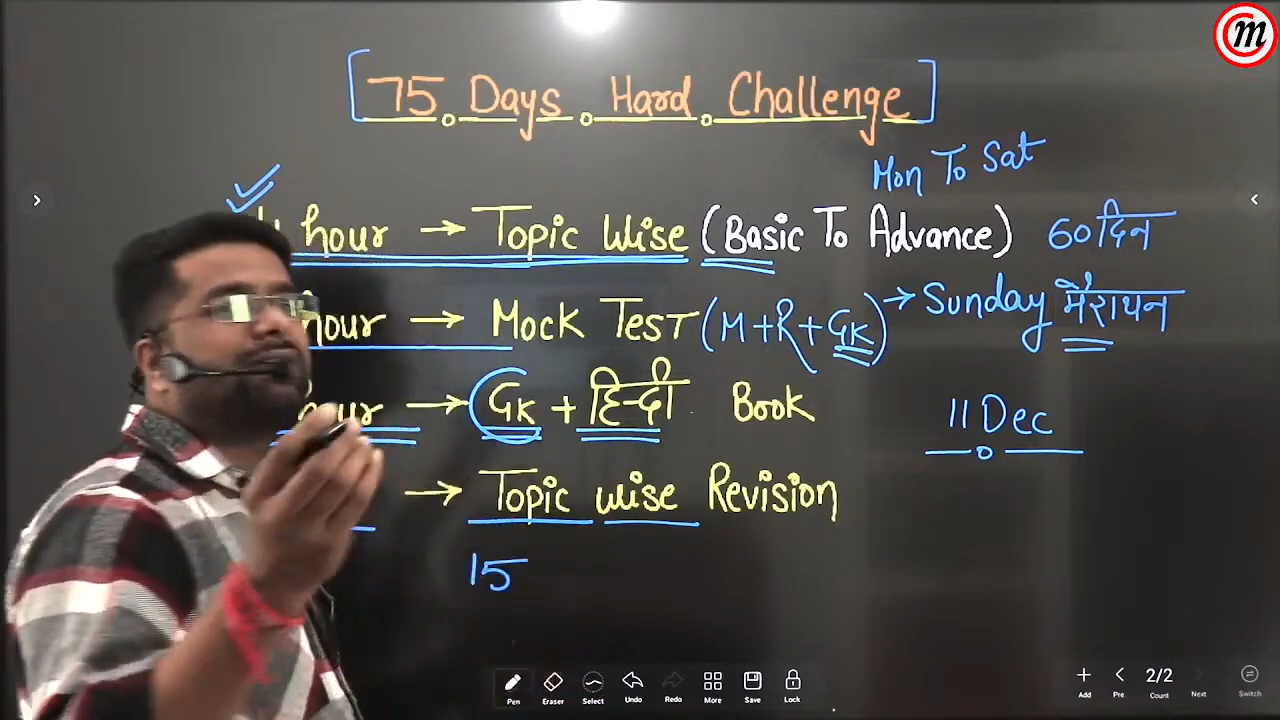 m
75 Days Hard Challenge
Mon To Sat
hour → Topic Wise (Basic To Advance) 60 दिन
hour → Mock Test (M+R+GK) → Sunday मैराथन
hour → GK + हिन्दी Book
11 Dec
→ Topic wise Revision
15
Pen Eraser Select Undo Redo More Save Lock
+ < 2/2 >
Add Pre Count Next Switch